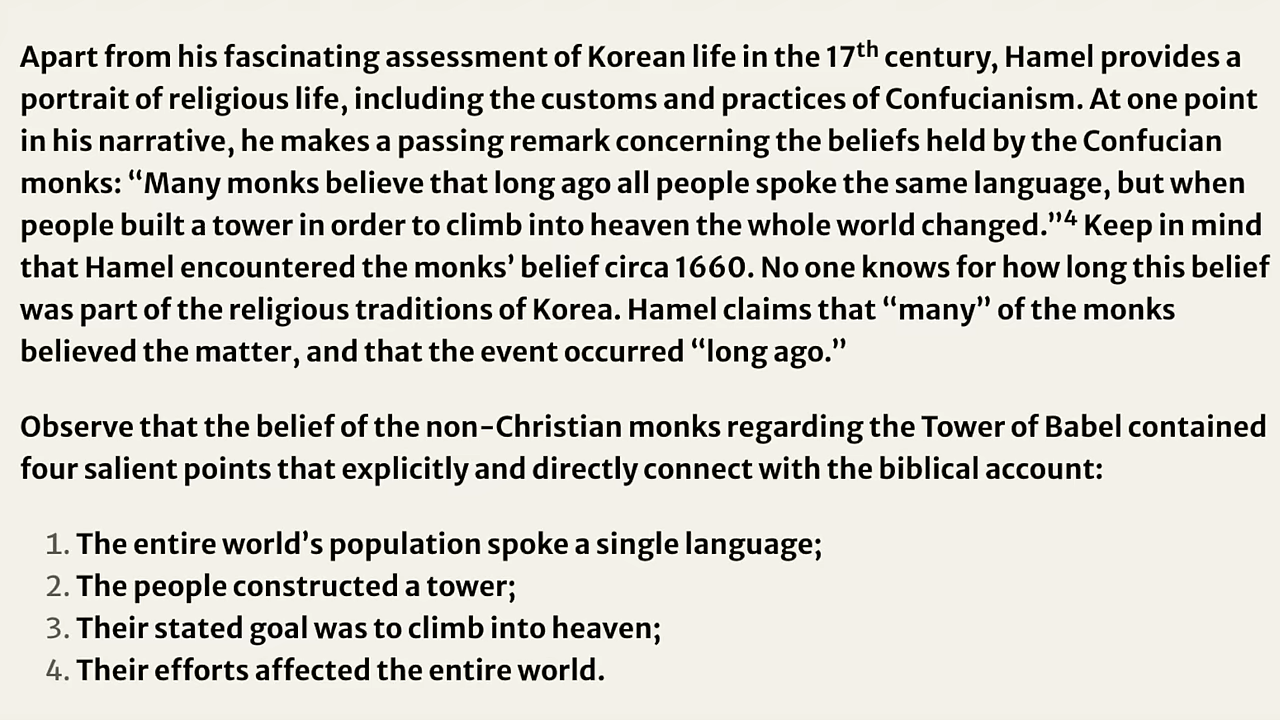 Apart from his fascinating assessment of Korean life in the 17th century, Hamel provides a
portrait of religious life, including the customs and practices of Confucianism. At one point
in his narrative, he makes a passing remark concerning the beliefs held by the Confucian
monks: “Many monks believe that long ago all people spoke the same language, but when
people built a tower in order to climb into heaven the whole world changed.”4 Keep in mind
that Hamel encountered the monks’ belief circa 1660. No one knows for how long this belief
was part of the religious traditions of Korea. Hamel claims that “many” of the monks
believed the matter, and that the event occurred “long ago.”
Observe that the belief of the non-Christian monks regarding the Tower of Babel contained
four salient points that explicitly and directly connect with the biblical account:
1. The entire world’s population spoke a single language;
2. The people constructed a tower;
3. Their stated goal was to climb into heaven;
4. Their efforts affected the entire world.